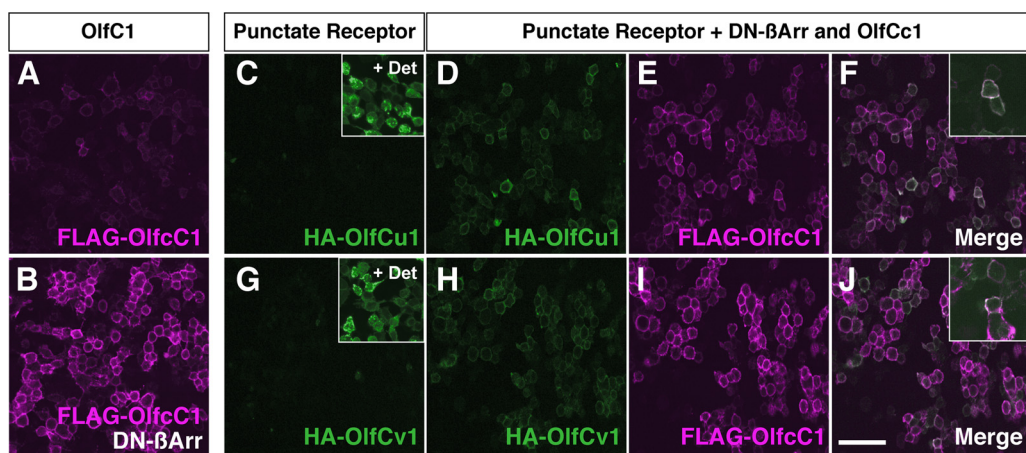 OlfC1
Punctate Receptor
Punctate Receptor + DN-ßArr and OlfCc1
A
FLAG-OlfcC1
C
+ Det
HA-OlfCu1
D
HA-OlfCu1
E
FLAG-OlfcC1
F
Merge
B
FLAG-OlfcC1
DN-ßArr
G
+ Det
HA-OlfCv1
H
HA-OlfCv1
I
FLAG-OlfcC1
J
Merge